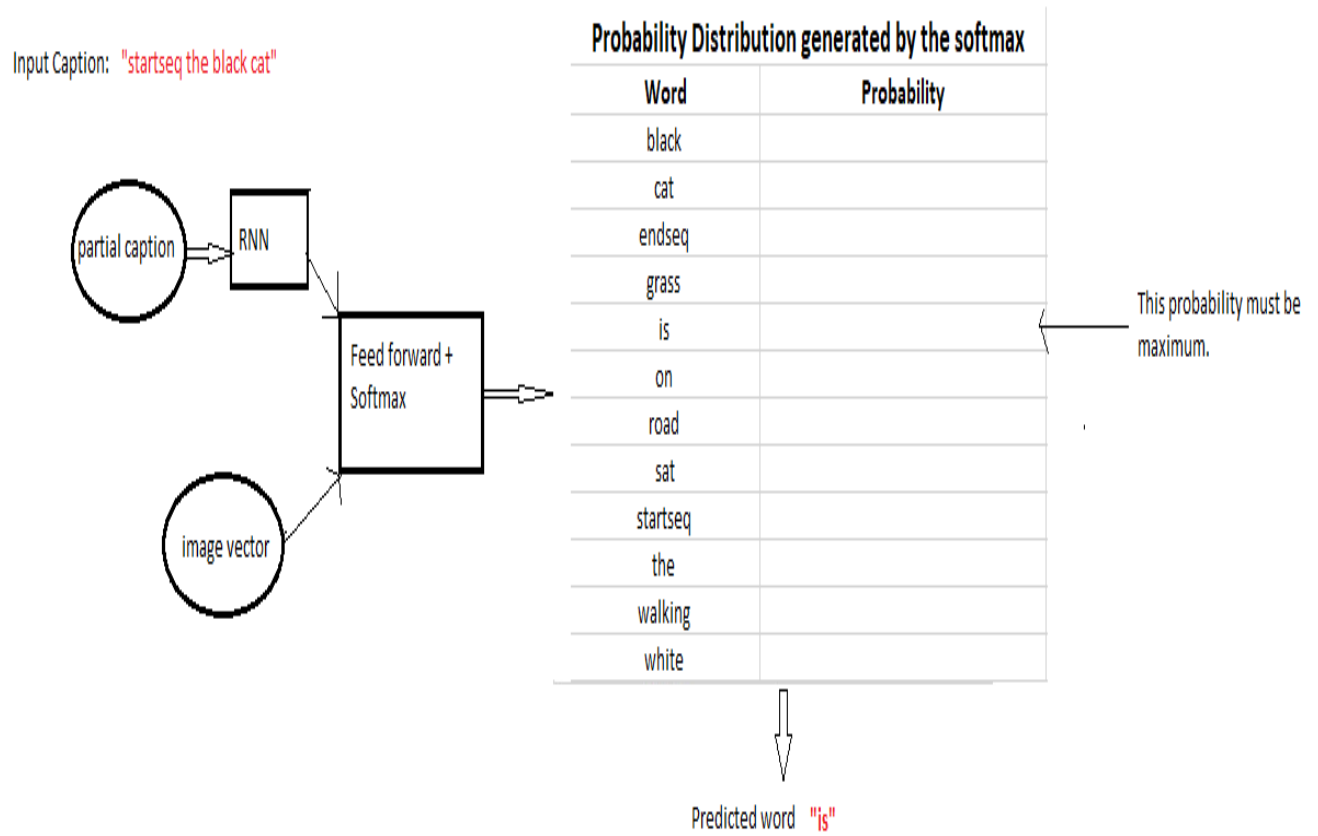 Input Caption: "startseq the black cat"
partial caption
RNN
Feed forward +
Softmax
image vector
Probability Distribution generated by the softmax
Word Probability
black
cat
endseq
grass
is
on
road
sat
startseq
the
walking
white
This probability must be
maximum.
Predicted word "is"